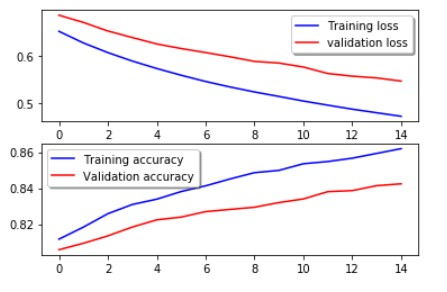 Training loss
validation loss
0.6
0.5
0 2 4 6 8 10 12 14
0.86
Training accuracy
Validation accuracy
0.84
0.82
0 2 4 6 8 10 12 14